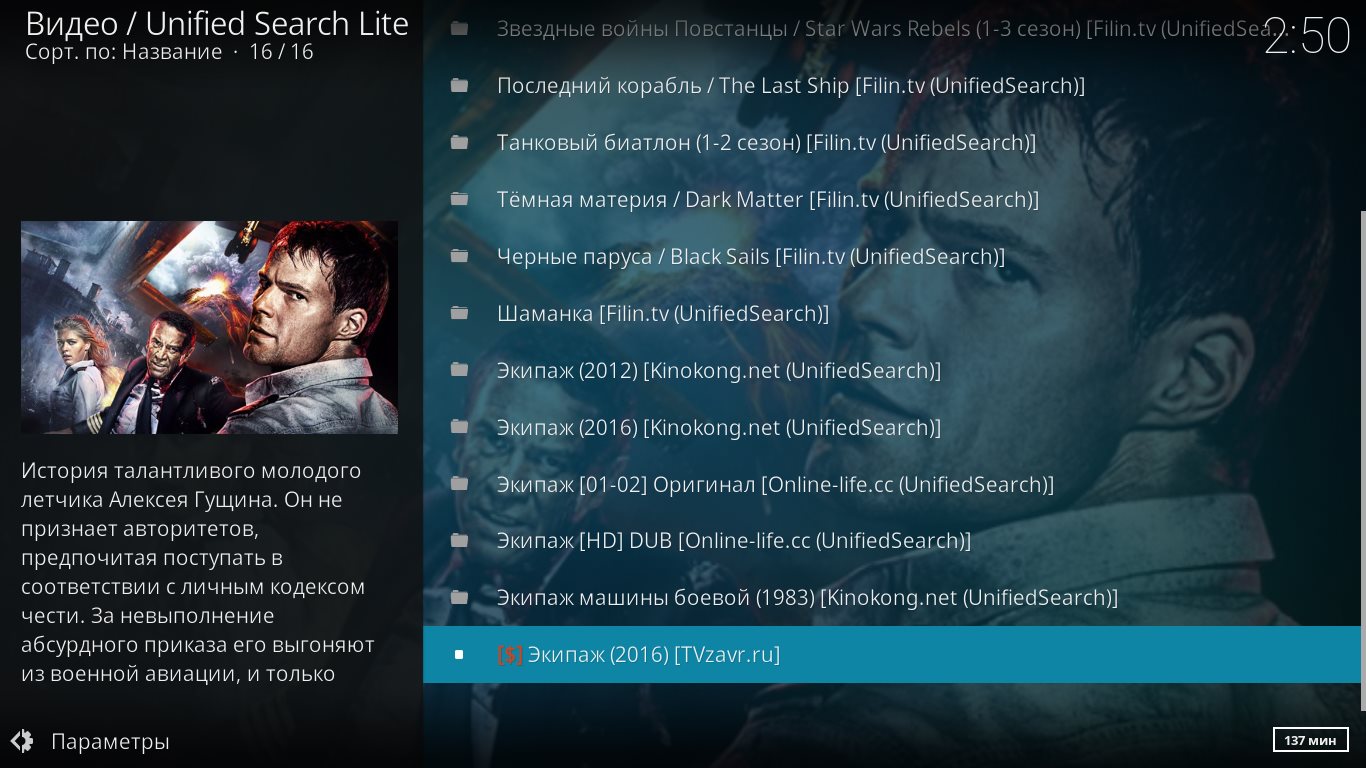 Видео / Unified Search Lite
Сорт. по: Название · 16 / 16
2:50
Звездные войны Повстанцы / Star Wars Rebels (1-3 сезон) [Filin.tv (UnifiedSea...
Последний корабль / The Last Ship [Filin.tv (UnifiedSearch)]
Танковый биатлон (1-2 сезон) [Filin.tv (UnifiedSearch)]
Тёмная материя / Dark Matter [Filin.tv (UnifiedSearch)]
Черные паруса / Black Sails [Filin.tv (UnifiedSearch)]
Шаманка [Filin.tv (UnifiedSearch)]
Экипаж (2012) [Kinokong.net (UnifiedSearch)]
Экипаж (2016) [Kinokong.net (UnifiedSearch)]
Экипаж [01-02] Оригинал [Online-life.cc (UnifiedSearch)]
Экипаж [HD] DUB [Online-life.cc (UnifiedSearch)]
Экипаж машины боевой (1983) [Kinokong.net (UnifiedSearch)]
[$] Экипаж (2016) [TVzavr.ru]
История талантливого молодого
летчика Алексея Гущина. Он не
признает авторитетов,
предпочитая поступать в
соответствии с личным кодексом
чести. За невыполнение
абсурдного приказа его выгоняют
из военной авиации, и только
Параметры
137 мин